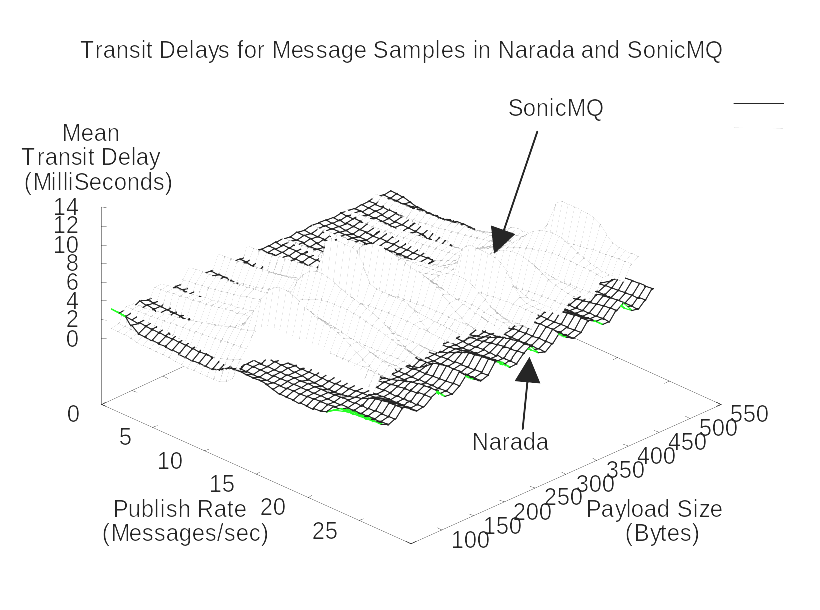 Transit Delays for Message Samples in Narada and SonicMQ
SonicMQ
Mean
Transit Delay
(MilliSeconds)
14
12
10
8
6
4
2
0
0
5
10
15
20
25
Publish Rate
(Messages/sec)
Narada
100
150
200
250
300
350
400
450
500
550
Payload Size
(Bytes)